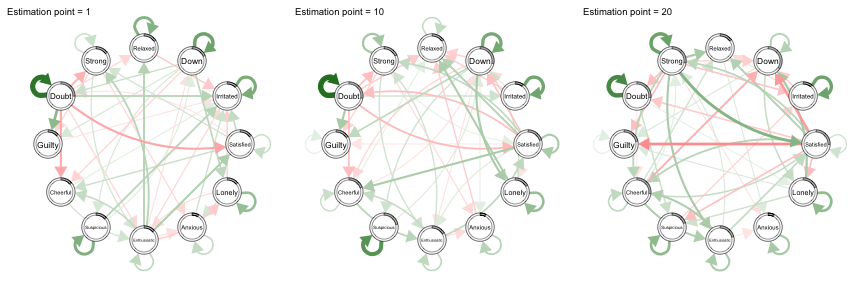 Estimation point = 1
Relaxed
Strong
Down
Doubt
Irritated
Guilty
Satisfied
Cheerful
Lonely
Suspicious
Anxious
Enthusiastic
Estimation point = 10
Relaxed
Strong
Down
Doubt
Irritated
Guilty
Satisfied
Cheerful
Lonely
Suspicious
Anxious
Enthusiastic
Estimation point = 20
Relaxed
Strong
Down
Doubt
Irritated
Guilty
Satisfied
Cheerful
Lonely
Suspicious
Anxious
Enthusiastic